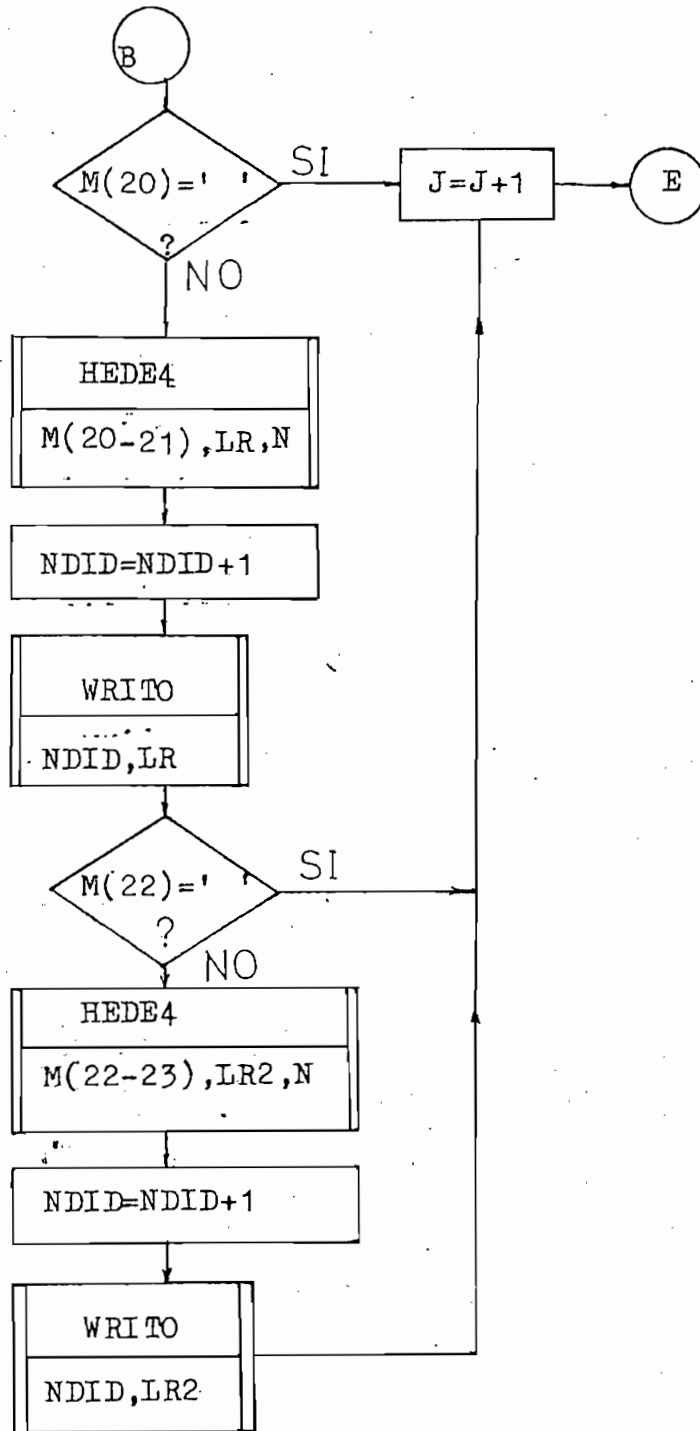 B
M(20)='  '
?
SI
J=J+1
E
NO
HEDE4
M(20-21),LR,N
NDID=NDID+1
WRITO
NDID,LR
M(22)='  '
?
SI
NO
HEDE4
M(22-23),LR2,N
NDID=NDID+1
WRITO
NDID,LR2